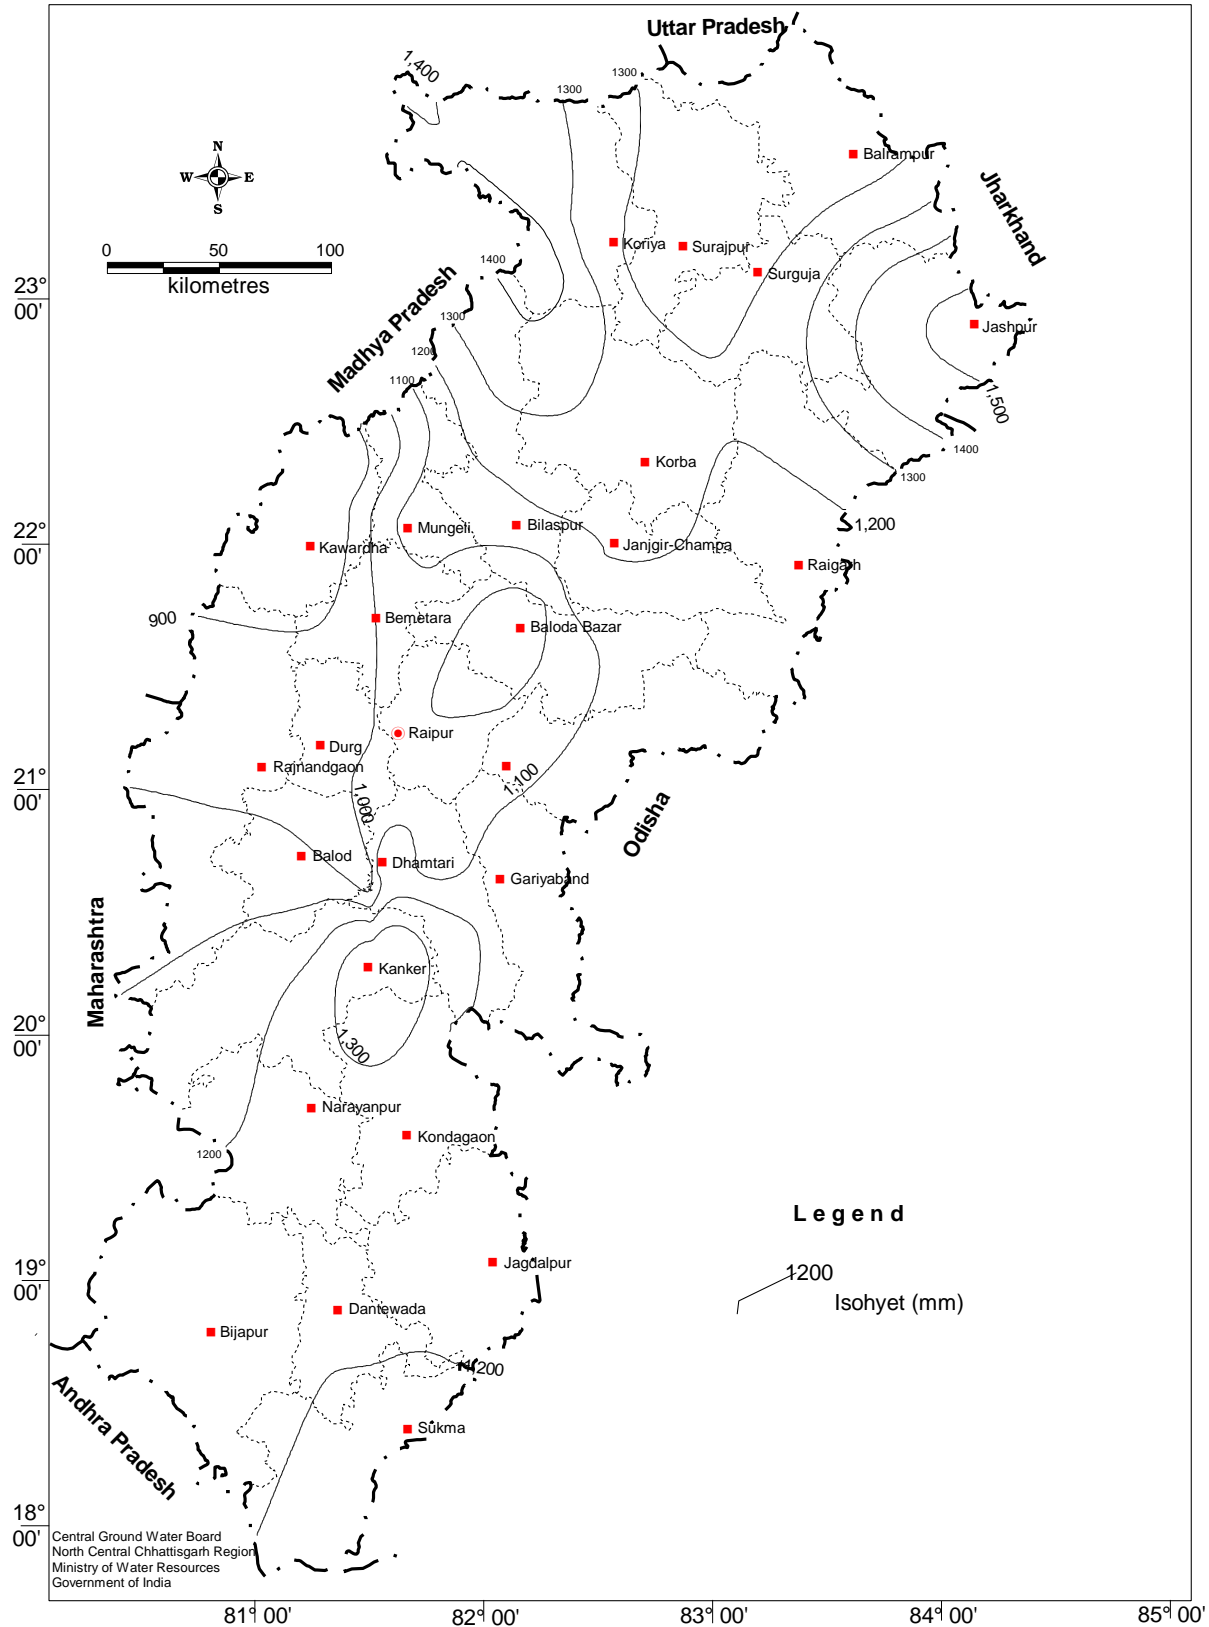 Uttar Pradesh
1,400
1300
1300
Balrampur
N
W E
S
Jharkhand
0 50 100
kilometres
Koriya
Surajpur
Surguja
1400
23°
00'
Madhya Pradesh
1300
Jashpur
1200
1100
1,500
1400
Korba
1300
1,200
22°
00'
Mungeli
Bilaspur
Kawardha
Janjgir-Champa
Raigarh
900
Bemetara
Baloda Bazar
Raipur
Durg
Rajnandgaon
21°
00'
1,000
1,100
Odisha
Balod
Dhamtari
Gariyaband
Maharashtra
Kanker
20°
00'
1,300
Narayanpur
Kondagaon
1200
Legend
1200
Isohyet (mm)
19°
00'
Jagdalpur
Dantewada
Bijapur
1,200
Andhra Pradesh
Sukma
18°
00'
Central Ground Water Board
North Central Chhattisgarh Region
Ministry of Water Resources
Government of India
81° 00' 82° 00' 83° 00' 84° 00' 85° 00'